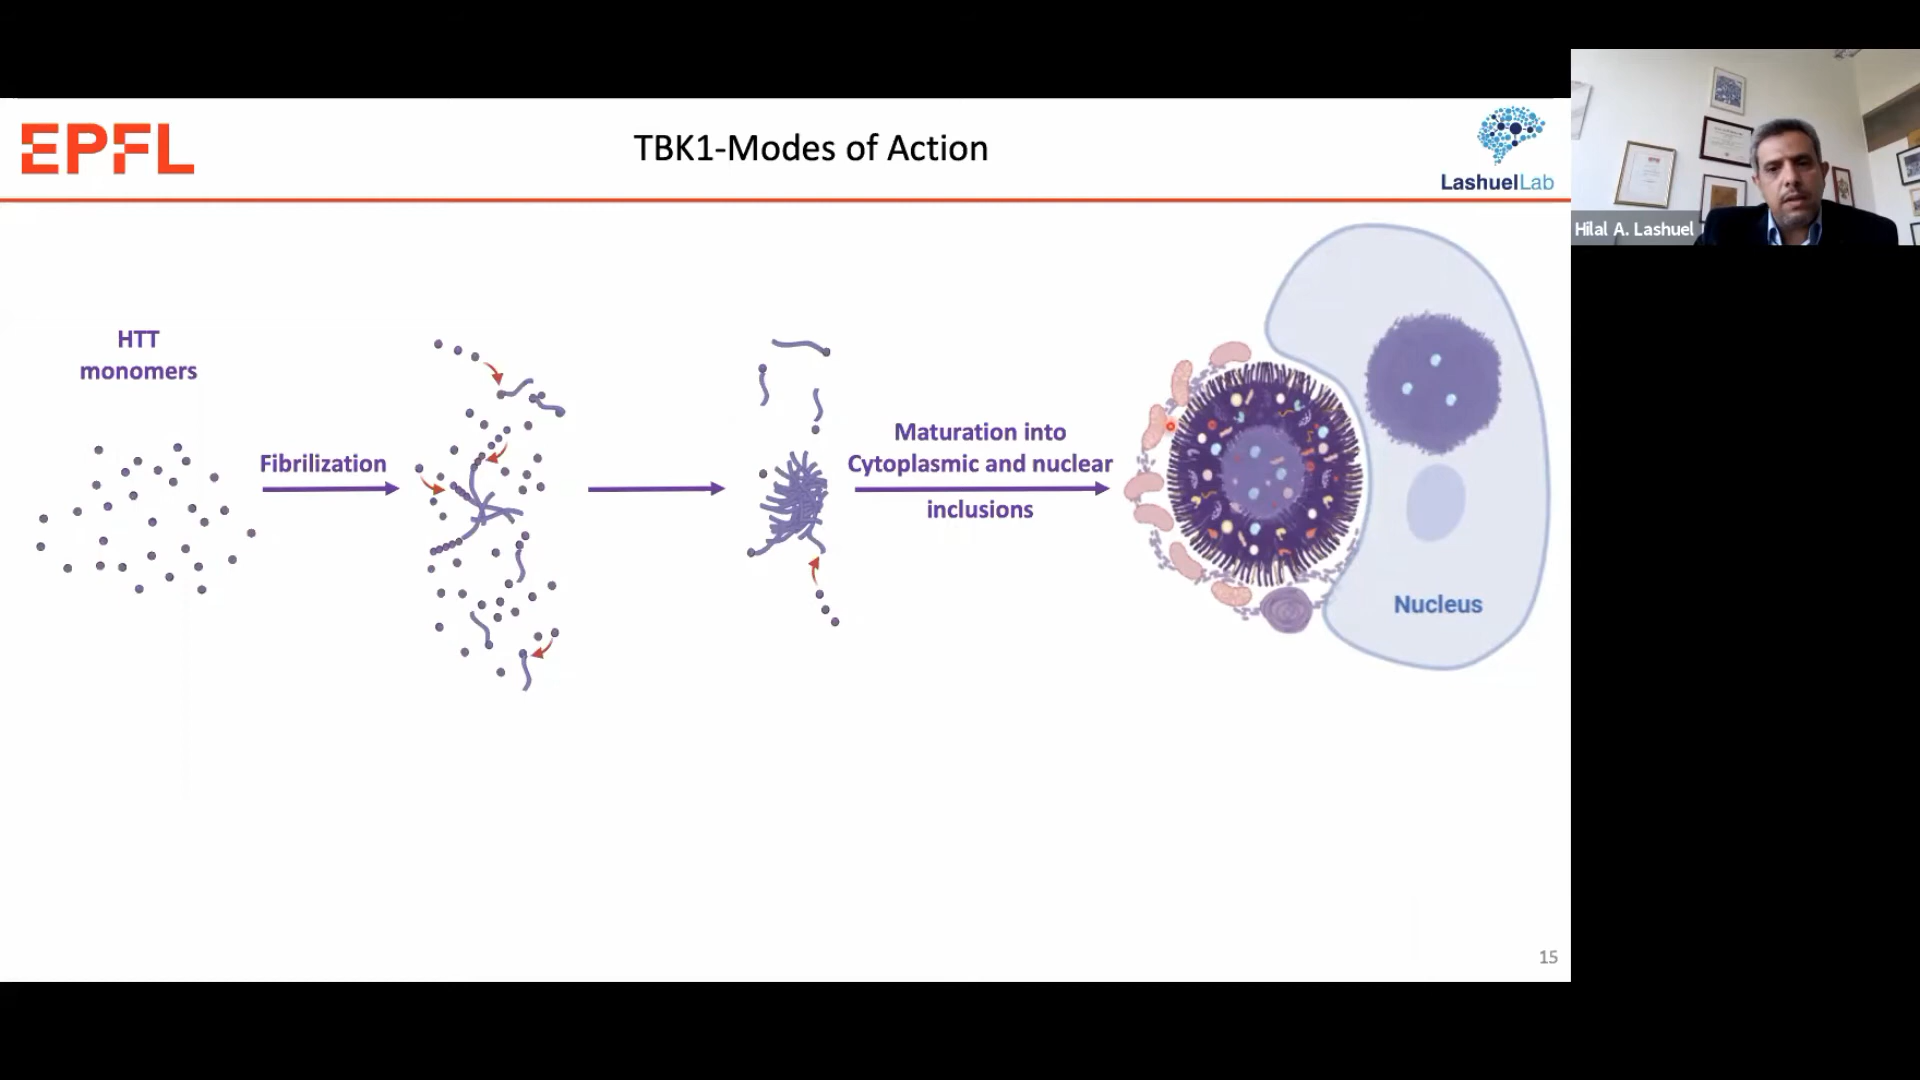 EPFL
TBK1-Modes of Action
LashuelLab
Hilal A. Lashuel
HTT
monomers
Fibrilization
Maturation into
Cytoplasmic and nuclear
inclusions
Nucleus
15